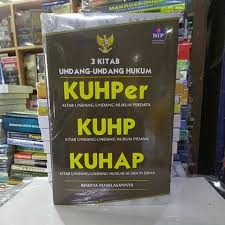 BIP
3 KITAB
UNDANG-UNDANG HUKUM
KUHPer
KITAB UNDANG-UNDANG HUKUM PERDATA
KUHP
KITAB UNDANG-UNDANG HUKUM PIDANA
KUHAP
KITAB UNDANG-UNDANG HUKUM ACARA PIDANA
BESERTA PENJELASANNYA